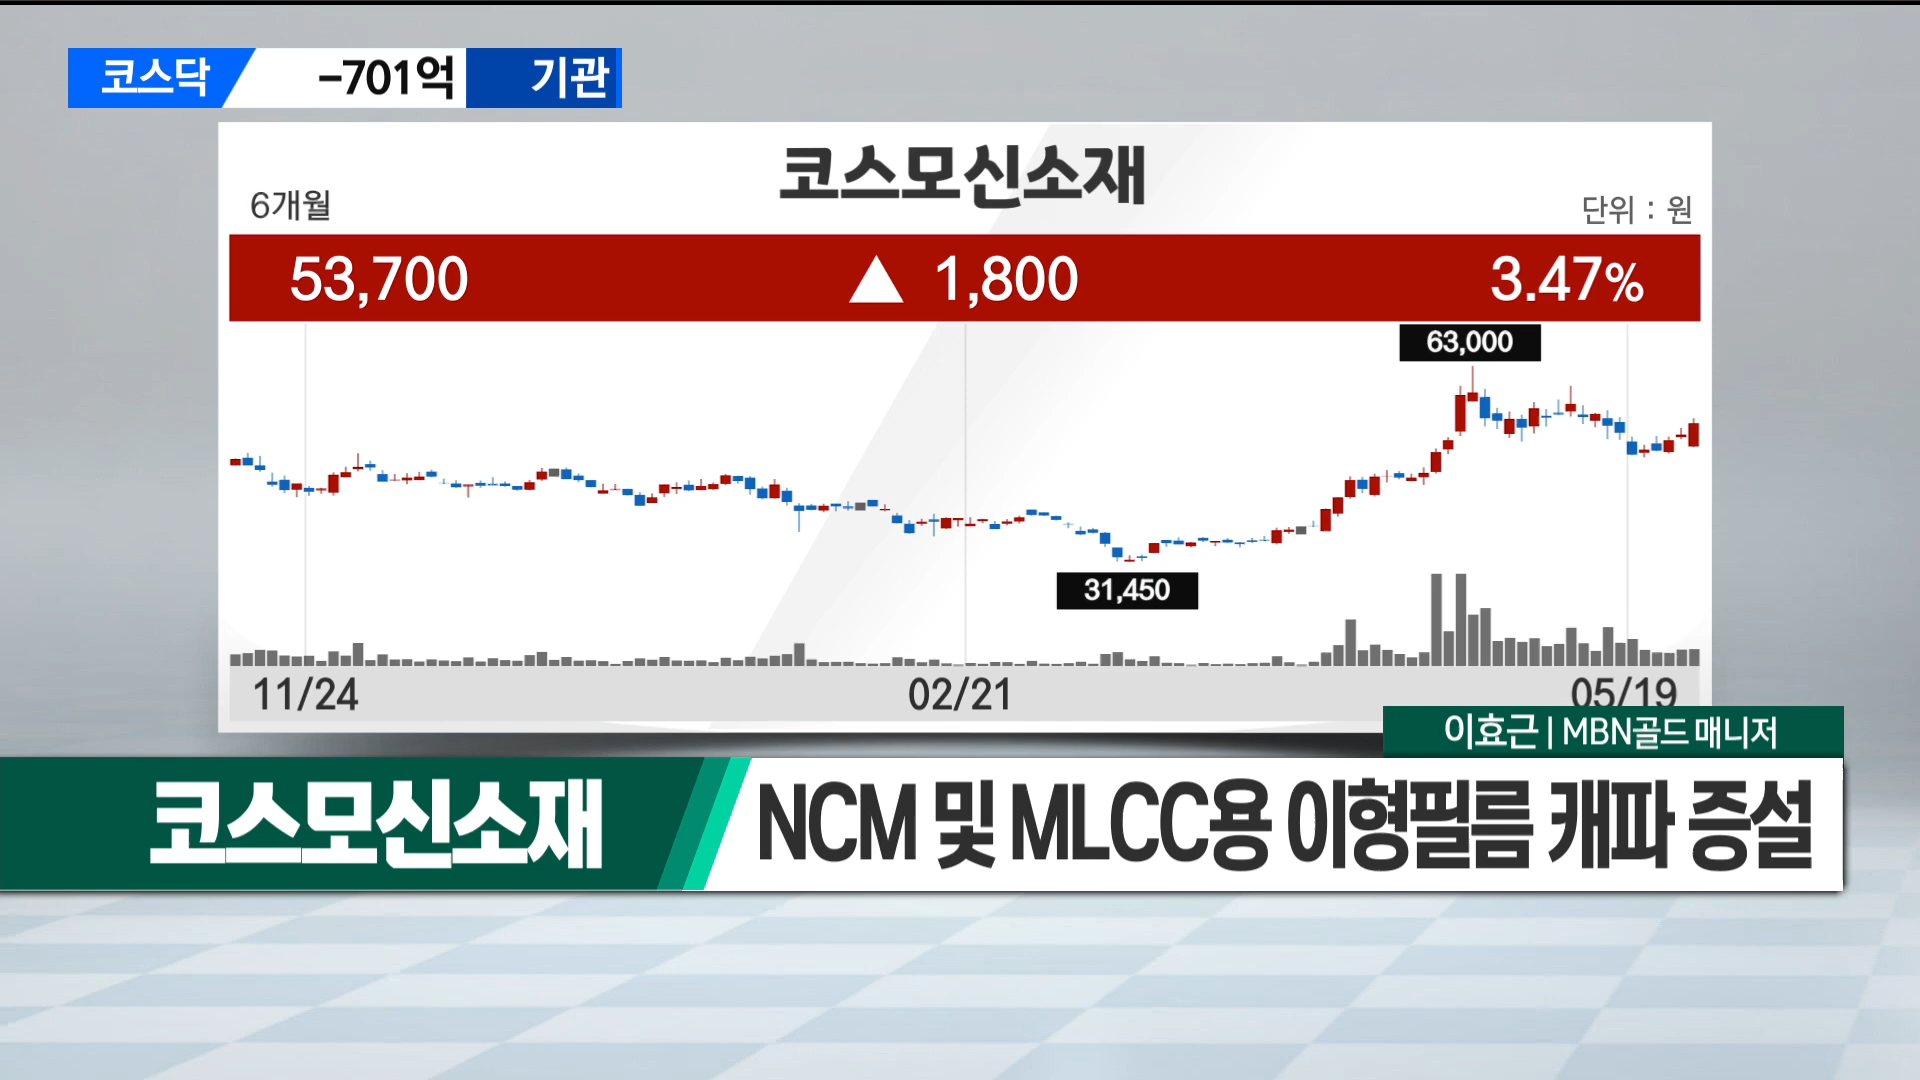 코스닥 -701억 기관
코스모신소재
6개월
단위 : 원
53,700 ▲ 1,800 3.47%
63,000
31,450
11/24 02/21 05/19
이효근 | MBN골드 매니저
코스모신소재 NCM 및 MLCC용 이형필름 캐파 증설